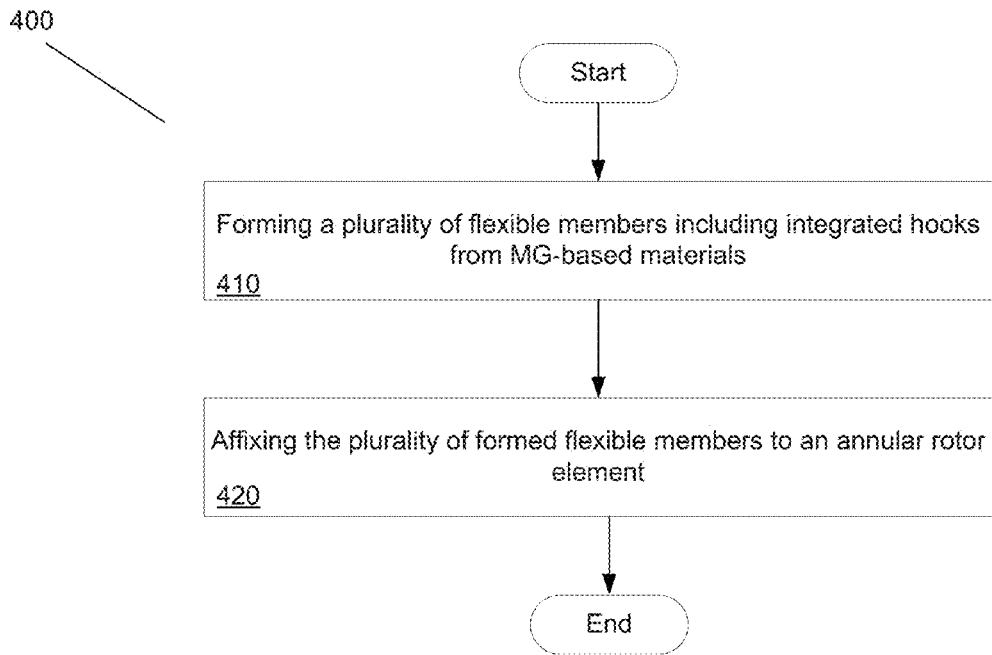 400
Start
Forming a plurality of flexible members including integrated hooks
from MG-based materials
410
Affixing the plurality of formed flexible members to an annular rotor
element
420
End